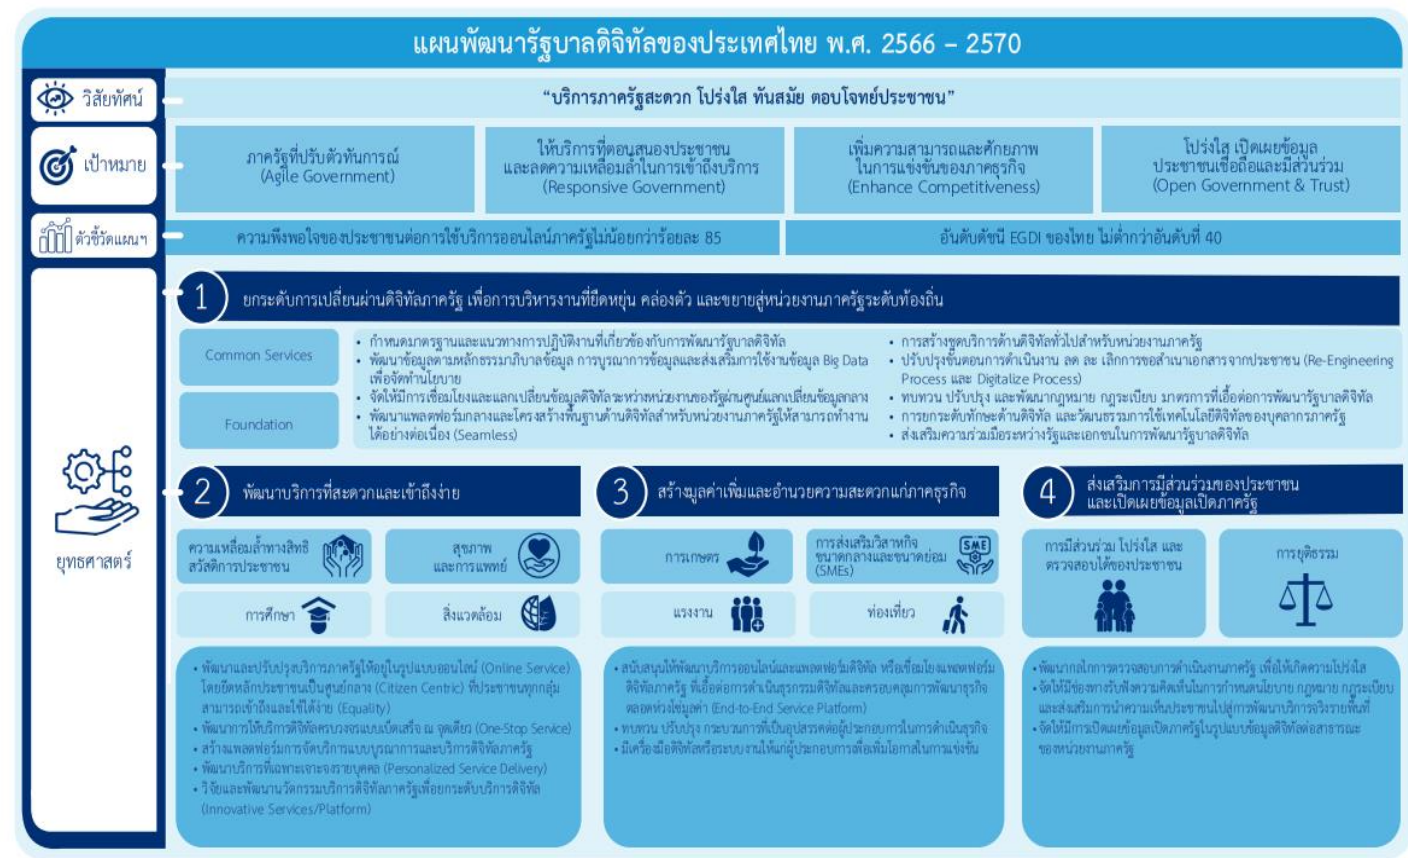 แผนพัฒนารัฐบาลดิจิทัลของประเทศไทย พ.ศ. 2566 – 2570
วิสัยทัศน์
“บริการภาครัฐสะดวก โปร่งใส ทันสมัย ตอบโจทย์ประชาชน”
เป้าหมาย
ภาครัฐที่ปรับตัวทันการณ์
(Agile Government)
ให้บริการที่ตอบสนองประชาชน
และลดความเหลื่อมล้ำในการเข้าถึงบริการ
(Responsive Government)
เพิ่มความสามารถและศักยภาพ
ในการแข่งขันของภาคธุรกิจ
(Enhance Competitiveness)
โปร่งใส เปิดเผยข้อมูล
ประชาชนเชื่อถือและมีส่วนร่วม
(Open Government & Trust)
ตัวชี้วัดแผนฯ
ความพึงพอใจของประชาชนต่อการใช้บริการออนไลน์ภาครัฐไม่น้อยกว่าร้อยละ 85
อันดับดัชนี EGDI ของไทย ไม่ต่ำกว่าอันดับที่ 40
ยุทธศาสตร์
1 ยกระดับการเปลี่ยนผ่านดิจิทัลภาครัฐ เพื่อการบริหารงานที่ยืดหยุ่น คล่องตัว และขยายสู่หน่วยงานภาครัฐระดับท้องถิ่น
Common Services
Foundation
• กำหนดมาตรฐานและแนวทางการปฏิบัติงานที่เกี่ยวข้องกับการพัฒนารัฐบาลดิจิทัล
• พัฒนาข้อมูลตามหลักธรรมาภิบาลข้อมูล การบูรณาการข้อมูลและส่งเสริมการใช้งานข้อมูล Big Data
เพื่อจัดทำนโยบาย
• จัดให้มีการเชื่อมโยงและแลกเปลี่ยนข้อมูลดิจิทัลระหว่างหน่วยงานของรัฐผ่านศูนย์แลกเปลี่ยนข้อมูลกลาง
• พัฒนาแพลตฟอร์มกลางและโครงสร้างพื้นฐานด้านดิจิทัลสำหรับหน่วยงานภาครัฐให้สามารถทำงาน
ได้อย่างต่อเนื่อง (Seamless)
• การสร้างชุดบริการด้านดิจิทัลทั่วไปสำหรับหน่วยงานภาครัฐ
• ปรับปรุงขั้นตอนการดำเนินงาน ลด ละ เลิกการขอสำเนาเอกสารจากประชาชน (Re-Engineering
Process และ Digitalize Process)
• ทบทวน ปรับปรุง และพัฒนากฎหมาย กฎระเบียบ มาตรการที่เอื้อต่อการพัฒนารัฐบาลดิจิทัล
• การยกระดับทักษะด้านดิจิทัล และวัฒนธรรมการใช้เทคโนโลยีดิจิทัลของบุคลากรภาครัฐ
• ส่งเสริมความร่วมมือระหว่างรัฐและเอกชนในการพัฒนารัฐบาลดิจิทัล
2 พัฒนาบริการที่สะดวกและเข้าถึงง่าย
ความเหลื่อมล้ำทางสิทธิ
สวัสดิการประชาชน
สุขภาพ
และการแพทย์
การศึกษา
สิ่งแวดล้อม
• พัฒนาและปรับปรุงบริการภาครัฐให้อยู่ในรูปแบบออนไลน์ (Online Service)
โดยยึดหลักประชาชนเป็นศูนย์กลาง (Citizen Centric) ที่ประชาชนทุกกลุ่ม
สามารถเข้าถึงและใช้ได้ง่าย (Equality)
• พัฒนาการให้บริการดิจิทัลครบวงจรแบบเบ็ดเสร็จ ณ จุดเดียว (One-Stop Service)
• สร้างแพลตฟอร์มการจัดบริการแบบบูรณาการและบริการดิจิทัลภาครัฐ
• พัฒนาบริการที่เฉพาะเจาะจงรายบุคคล (Personalized Service Delivery)
• วิจัยและพัฒนานวัตกรรมบริการดิจิทัลภาครัฐเพื่อยกระดับบริการดิจิทัล
(Innovative Services/Platform)
3 สร้างมูลค่าเพิ่มและอำนวยความสะดวกแก่ภาคธุรกิจ
การเกษตร
การส่งเสริมวิสาหกิจ
ขนาดกลางและขนาดย่อม
(SMEs)
SME
แรงงาน
ท่องเที่ยว
• สนับสนุนให้พัฒนาบริการออนไลน์และแพลตฟอร์มดิจิทัล หรือเชื่อมโยงแพลตฟอร์ม
ดิจิทัลภาครัฐ ที่เอื้อต่อการดำเนินธุรกรรมดิจิทัลและครอบคลุมการพัฒนาธุรกิจ
ตลอดห่วงโซ่มูลค่า (End-to-End Service Platform)
• ทบทวน ปรับปรุง กระบวนการที่เป็นอุปสรรคต่อผู้ประกอบการในการดำเนินธุรกิจ
• มีเครื่องมือดิจิทัลหรือระบบงานให้แก่ผู้ประกอบการเพื่อเพิ่มโอกาสในการแข่งขัน
4 ส่งเสริมการมีส่วนร่วมของประชาชน
และเปิดเผยข้อมูลเปิดภาครัฐ
การมีส่วนร่วม โปร่งใส และ
ตรวจสอบได้ของประชาชน
การยุติธรรม
• พัฒนากลไกการตรวจสอบการดำเนินงานภาครัฐ เพื่อให้เกิดความโปร่งใส
• จัดให้มีช่องทางรับฟังความคิดเห็นในการกำหนดนโยบาย กฎหมาย กฎระเบียบ
และส่งเสริมการนำความเห็นประชาชนไปสู่การพัฒนาบริการจริงรายพื้นที่
• จัดให้มีการเปิดเผยข้อมูลเปิดภาครัฐในรูปแบบข้อมูลดิจิทัลต่อสาธารณะ
ของหน่วยงานภาครัฐ